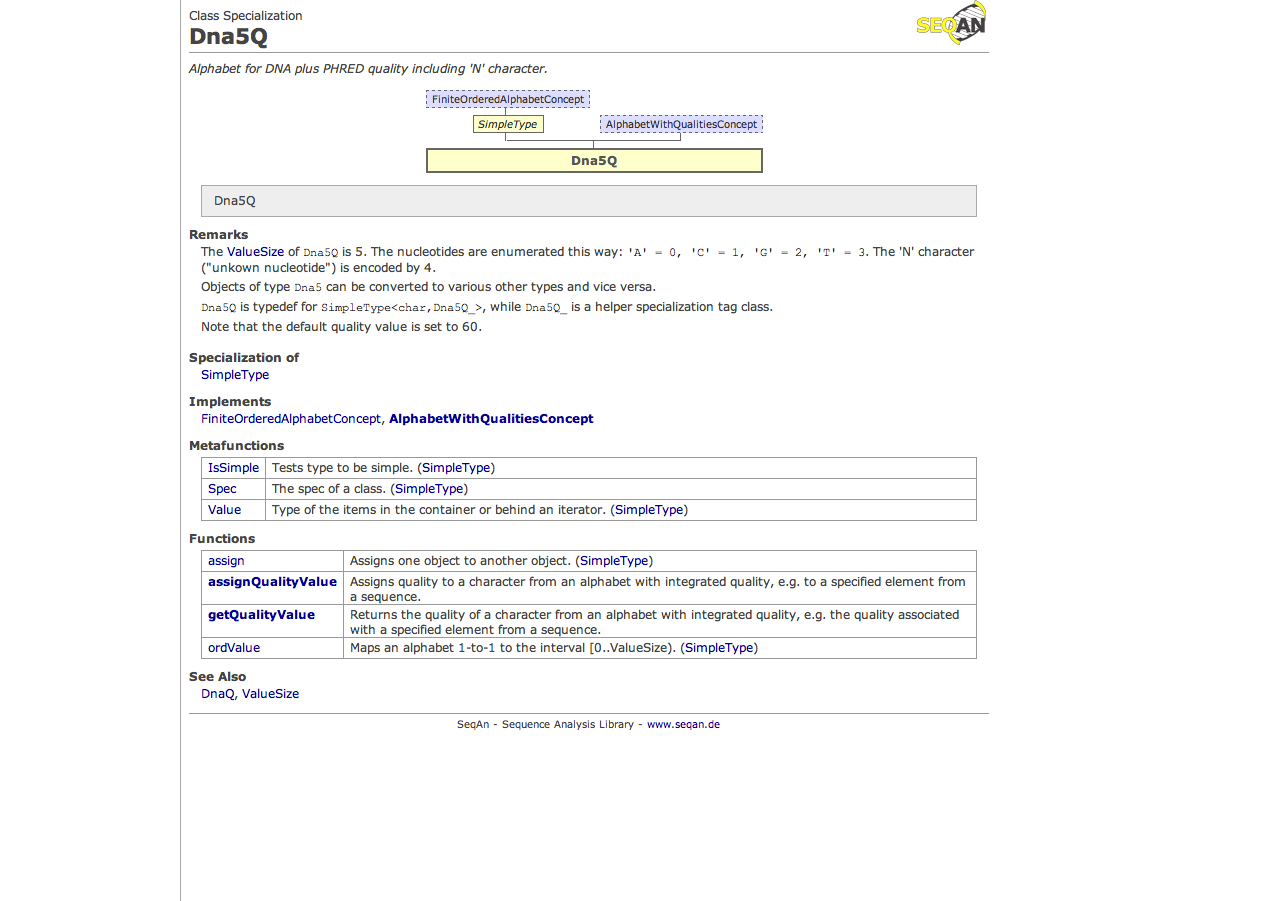 Class Specialization
Dna5Q
SEQAN
Alphabet for DNA plus PHRED quality including 'N' character.
FiniteOrderedAlphabetConcept
SimpleType AlphabetWithQualitiesConcept
Dna5Q
Dna5Q
Remarks
The ValueSize of Dna5Q is 5. The nucleotides are enumerated this way: 'A' = 0, 'C' = 1, 'G' = 2, 'T' = 3. The 'N' character
("unkown nucleotide") is encoded by 4.
Objects of type Dna5 can be converted to various other types and vice versa.
Dna5Q is typedef for SimpleType<char,Dna5Q_>, while Dna5Q_ is a helper specialization tag class.
Note that the default quality value is set to 60.
Specialization of
SimpleType
Implements
FiniteOrderedAlphabetConcept, AlphabetWithQualitiesConcept
Metafunctions
IsSimple Tests type to be simple. (SimpleType)
Spec The spec of a class. (SimpleType)
Value Type of the items in the container or behind an iterator. (SimpleType)
Functions
assign Assigns one object to another object. (SimpleType)
assignQualityValue Assigns quality to a character from an alphabet with integrated quality, e.g. to a specified element from
a sequence.
getQualityValue Returns the quality of a character from an alphabet with integrated quality, e.g. the quality associated
with a specified element from a sequence.
ordValue Maps an alphabet 1-to-1 to the interval [0..ValueSize). (SimpleType)
See Also
DnaQ, ValueSize
SeqAn - Sequence Analysis Library - www.seqan.de